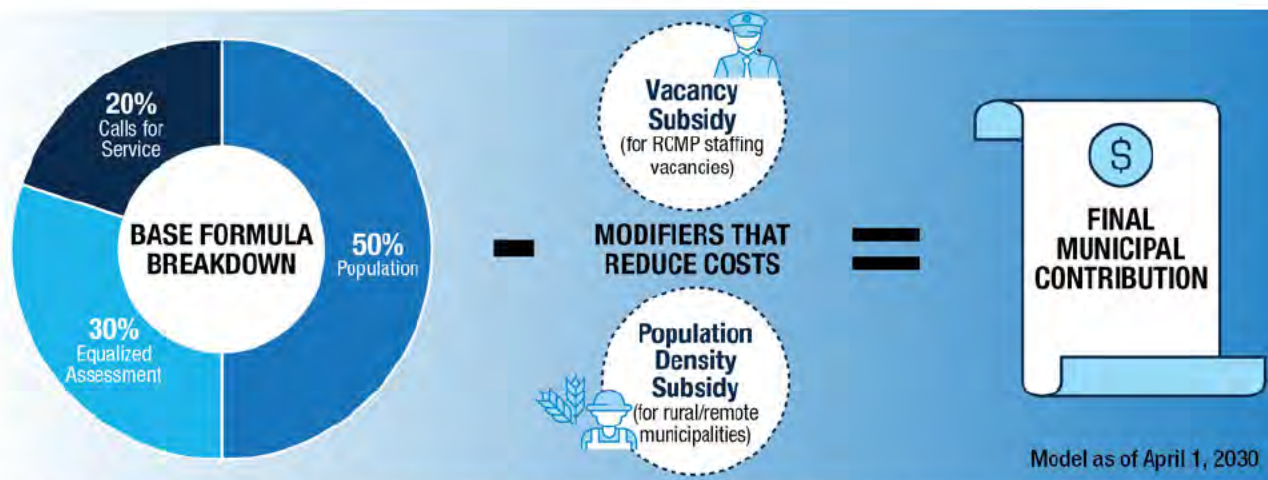 20%
Calls for
Service
BASE FORMULA
BREAKDOWN
50%
Population
30%
Equalized
Assessment
-
Vacancy
Subsidy
(for RCMP staffing
vacancies)
MODIFIERS THAT
REDUCE COSTS
Population
Density
Subsidy
(for rural/remote
municipalities)
=
$
FINAL
MUNICIPAL
CONTRIBUTION
Model as of April 1, 2030